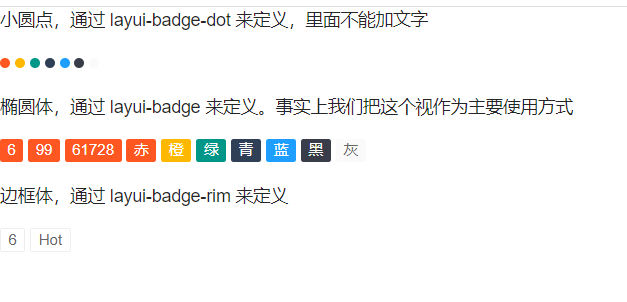 小圆点，通过 layui-badge-dot 来定义，里面不能加文字
椭圆体，通过 layui-badge 来定义。事实上我们把这个视作为主要使用方式
6 99 61728 赤 橙 绿 青 蓝 黑 灰
边框体，通过 layui-badge-rim 来定义
6 Hot